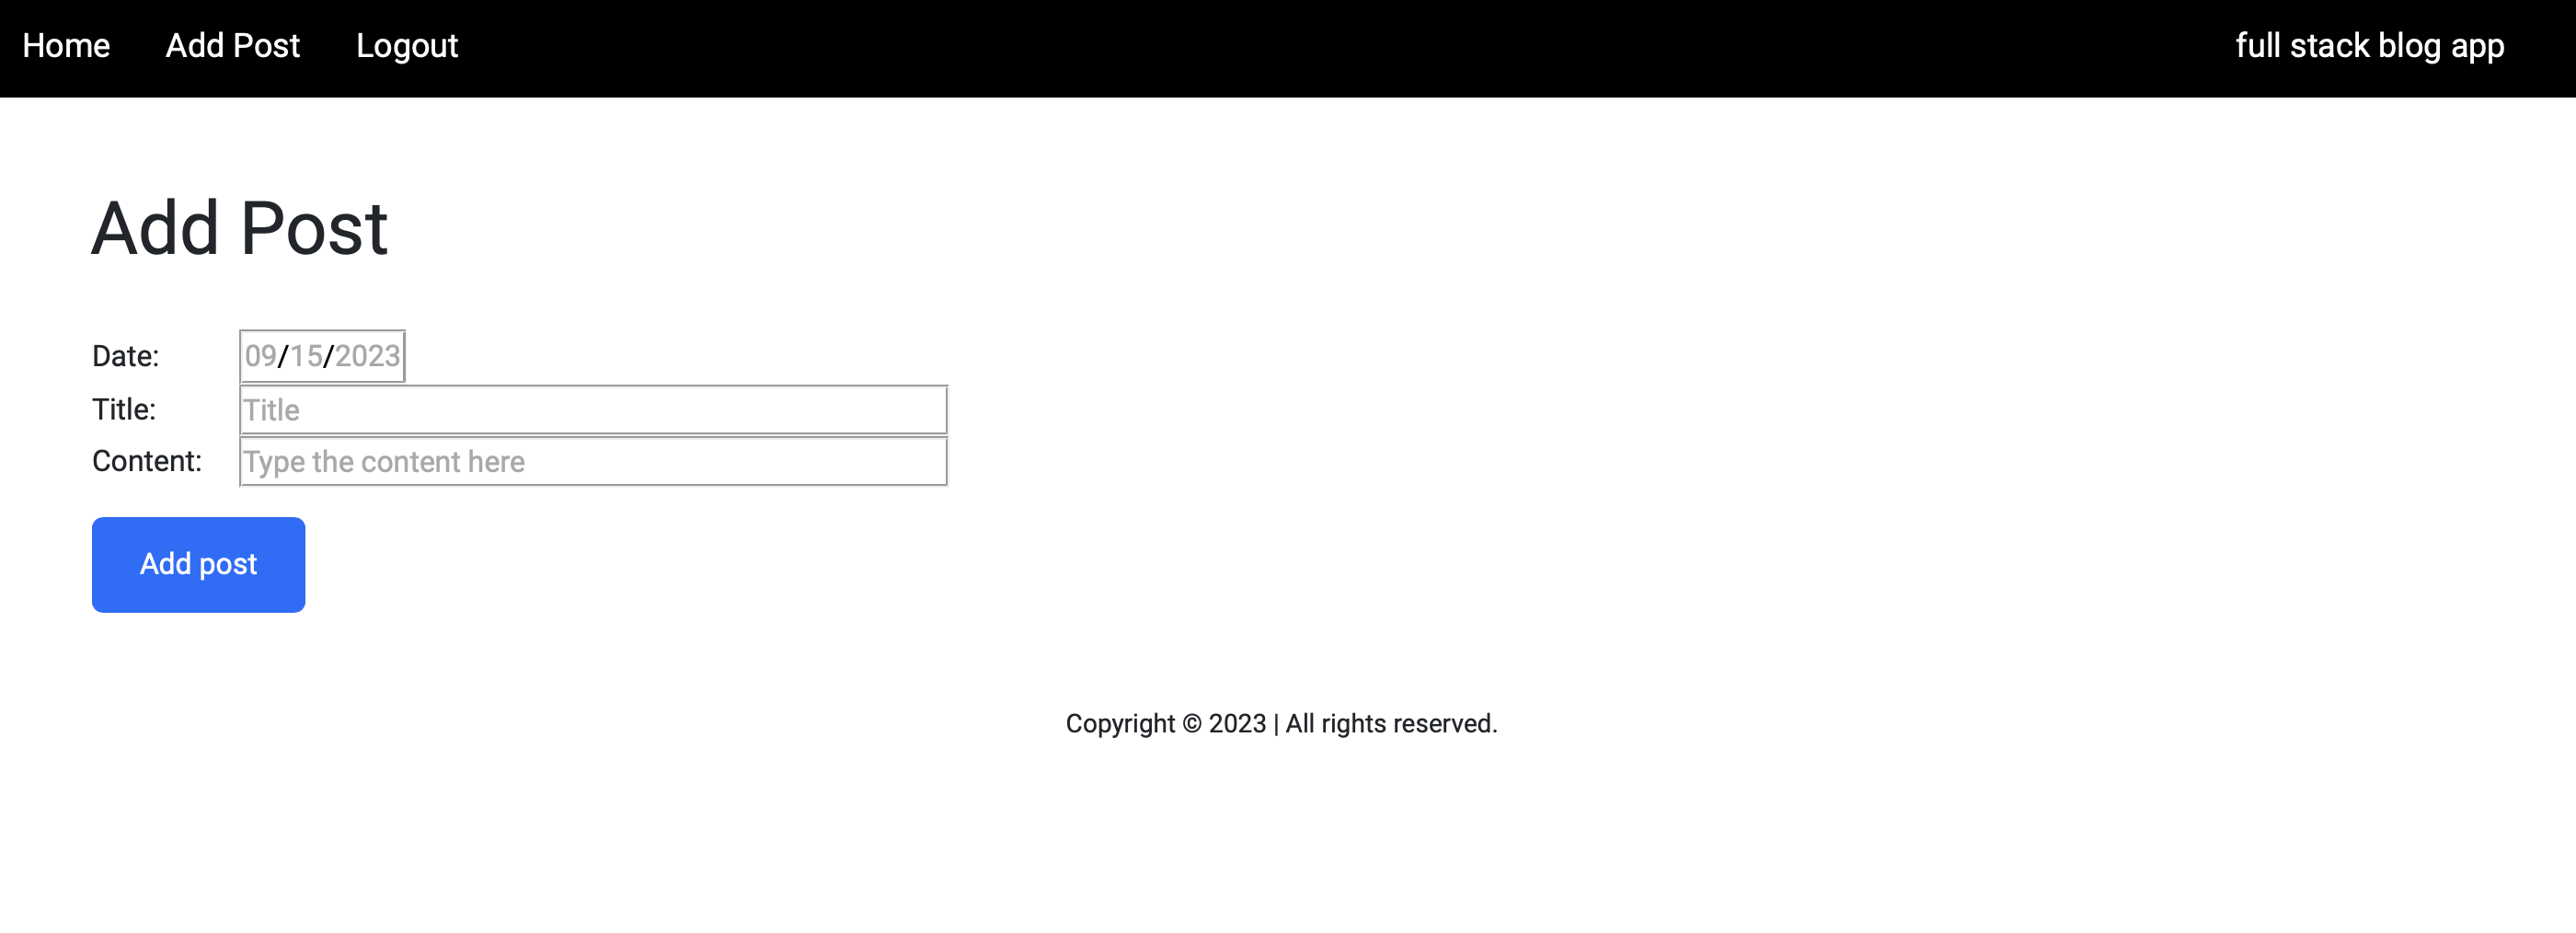 Home Add Post Logout full stack blog app
Add Post
Date: 09/15/2023
Title: Title
Content: Type the content here
Add post
Copyright © 2023 | All rights reserved.